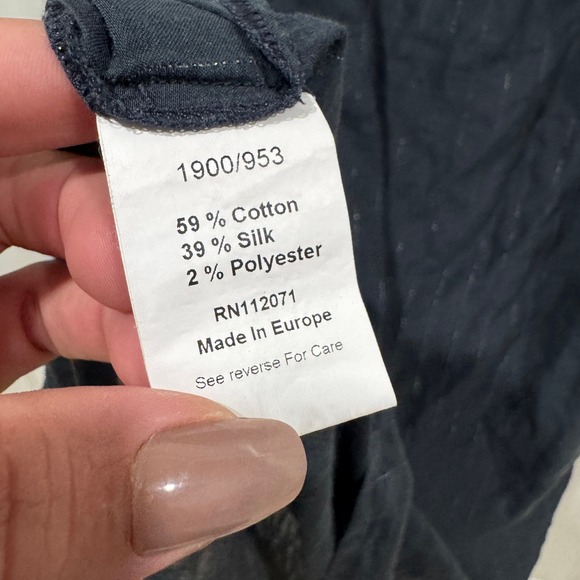 1900/953
59 % Cotton
39 % Silk
2 % Polyester
RN112071
Made In Europe
See reverse For Care